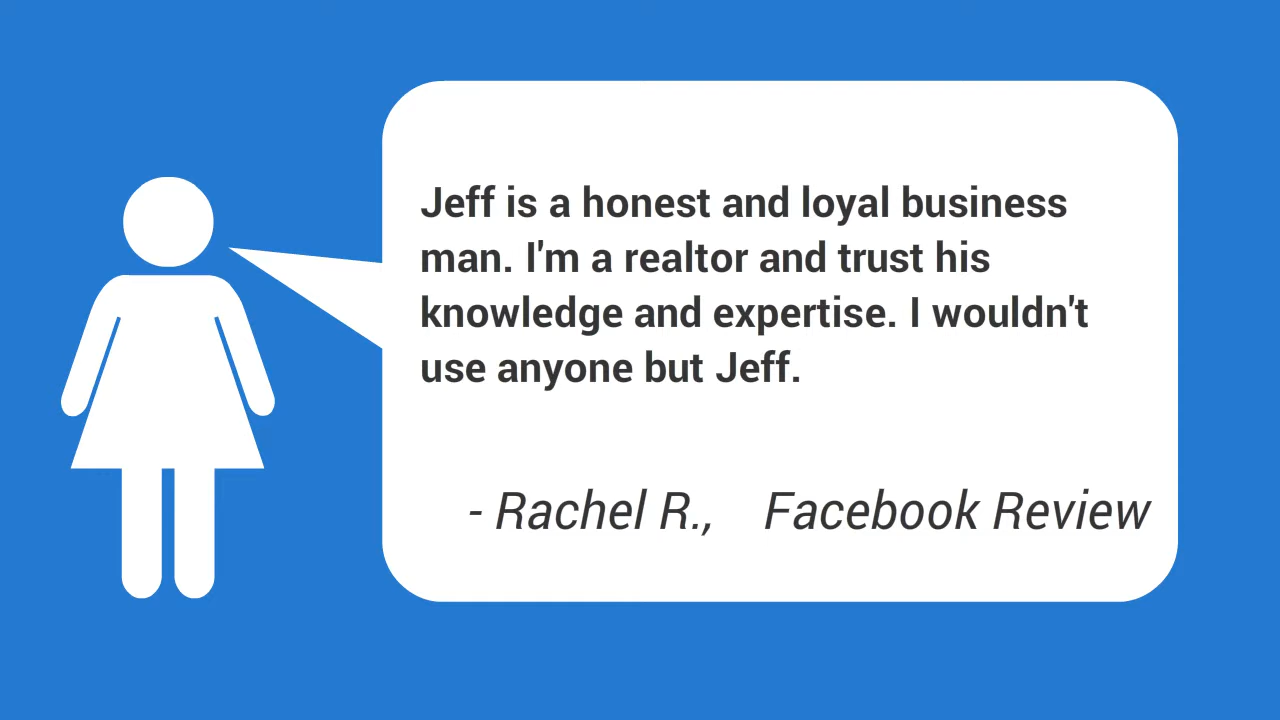 Jeff is a honest and loyal business
man. I'm a realtor and trust his
knowledge and expertise. I wouldn't
use anyone but Jeff.
- Rachel R., Facebook Review